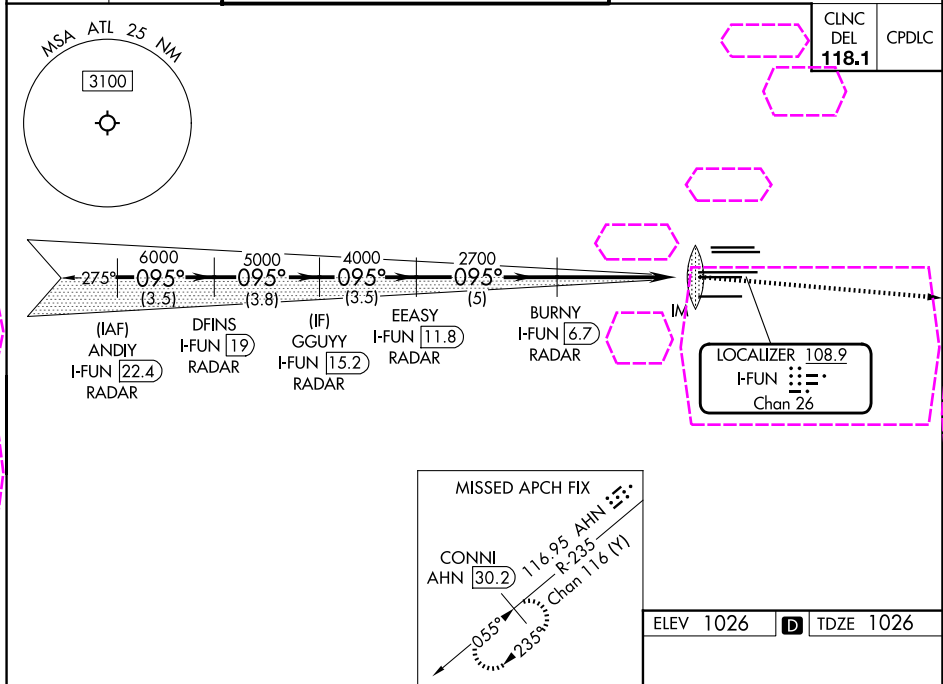 MSA ATL 25 NM
3100
CLNC
DEL
118.1
CPDLC
275°
6000
095°
(3.5)
5000
095°
(3.8)
4000
095°
(3.5)
2700
095°
(5)
(IAF)
ANDIY
I-FUN 22.4
RADAR
DFINS
I-FUN 19
RADAR
(IF)
GGUYY
I-FUN 15.2
RADAR
EEASY
I-FUN 11.8
RADAR
BURNY
I-FUN 6.7
RADAR
IM
LOCALIZER 108.9
I-FUN
Chan 26
MISSED APCH FIX
CONNI
AHN 30.2
116.95 AHN
R-235
Chan 116 (Y)
055°
235°
ELEV 1026 D TDZE 1026